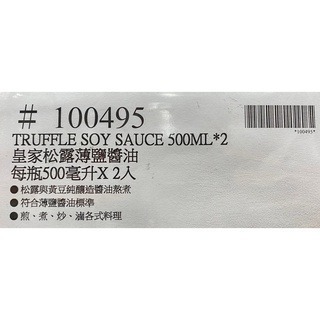 # 100495
*100495*
TRUFFLE SOY SAUCE 500ML*2
皇家松露薄鹽醬油
每瓶500毫升X 2入
●松露與黃豆純釀造醬油熬煮
●符合薄鹽醬油標準
●煎、煮、炒、滷各式料理